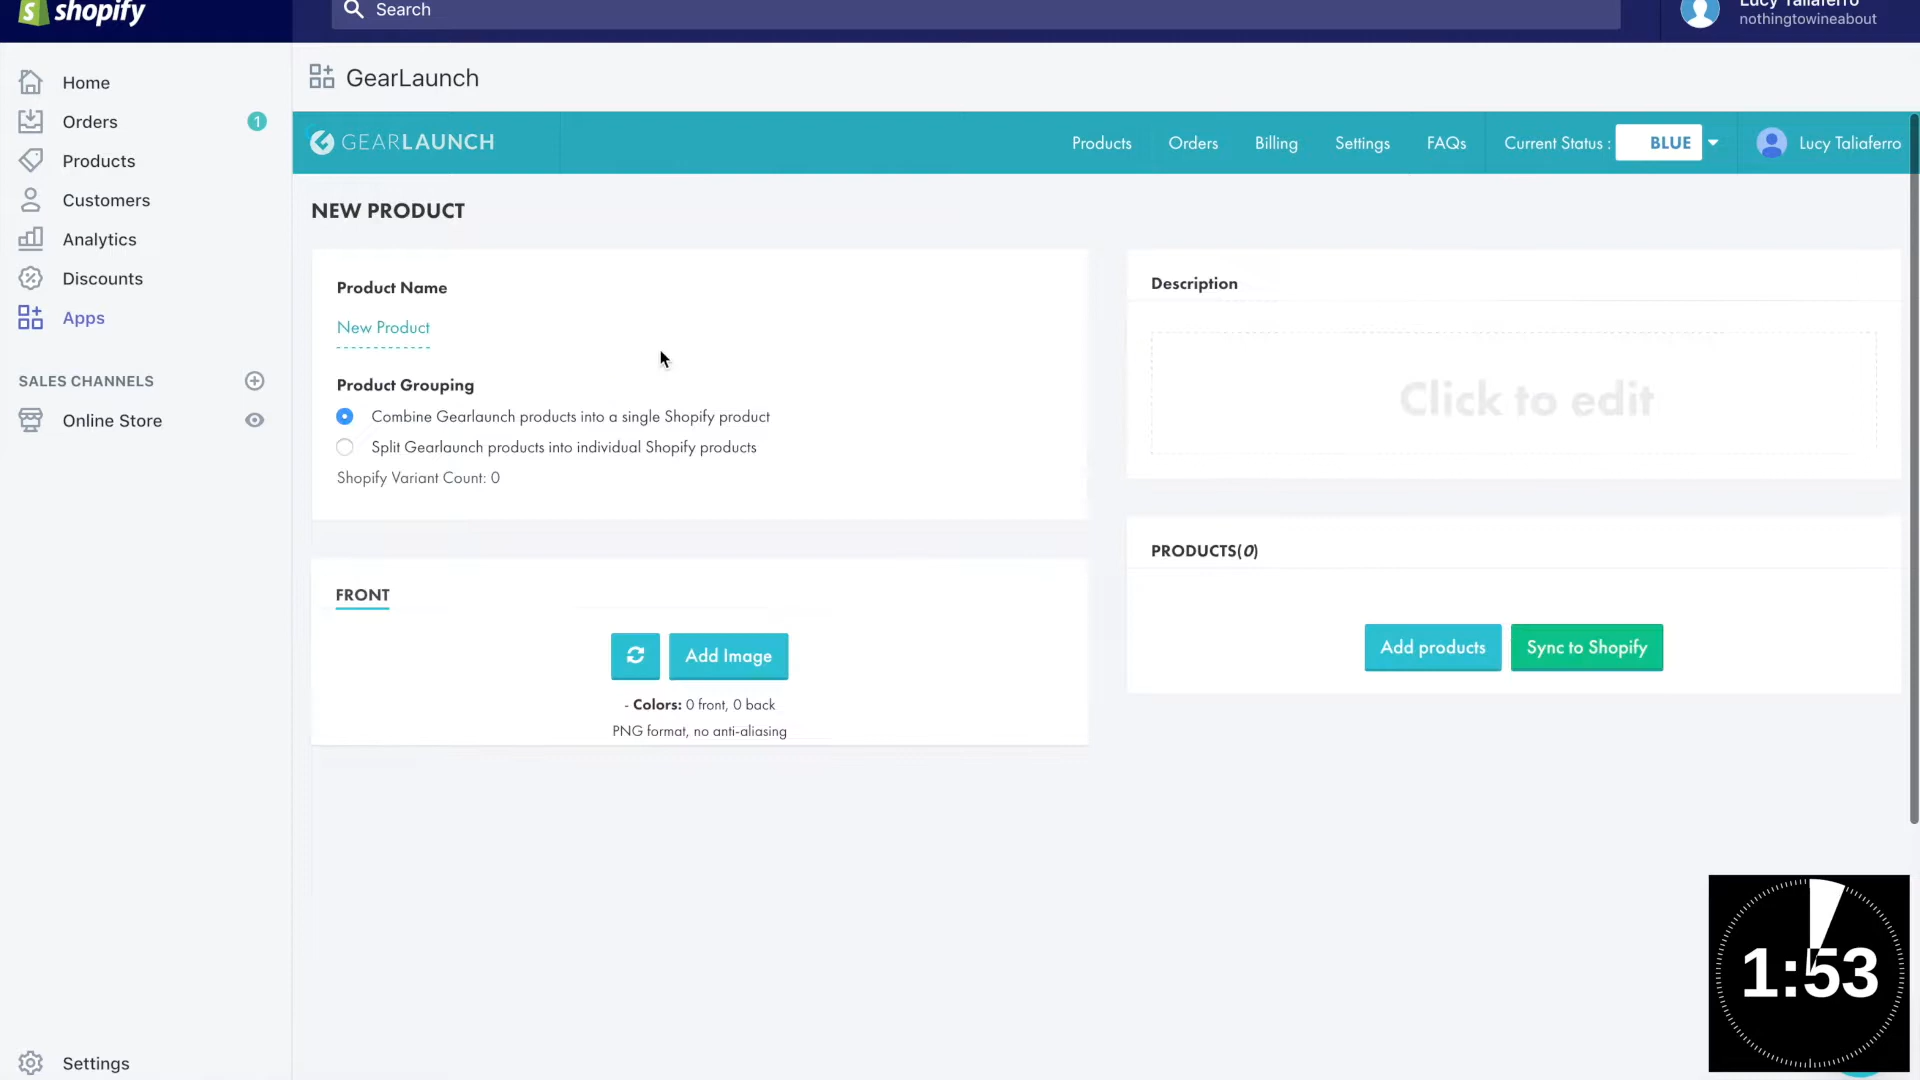 shopify
Search
Lucy Taliaferro
nothingtowineabout
Home
Orders
1
Products
Customers
Analytics
Discounts
Apps
SALES CHANNELS
Online Store
Settings
GearLaunch
GEARLAUNCH
Products
Orders
Billing
Settings
FAQs
Current Status :
BLUE
Lucy Taliaferro
NEW PRODUCT
Product Name
New Product
Product Grouping
Combine Gearlaunch products into a single Shopify product
Split Gearlaunch products into individual Shopify products
Shopify Variant Count: 0
FRONT
Add Image
- Colors: 0 front, 0 back
PNG format, no anti-aliasing
Description
Click to edit
PRODUCTS(0)
Add products
Sync to Shopify
1:53